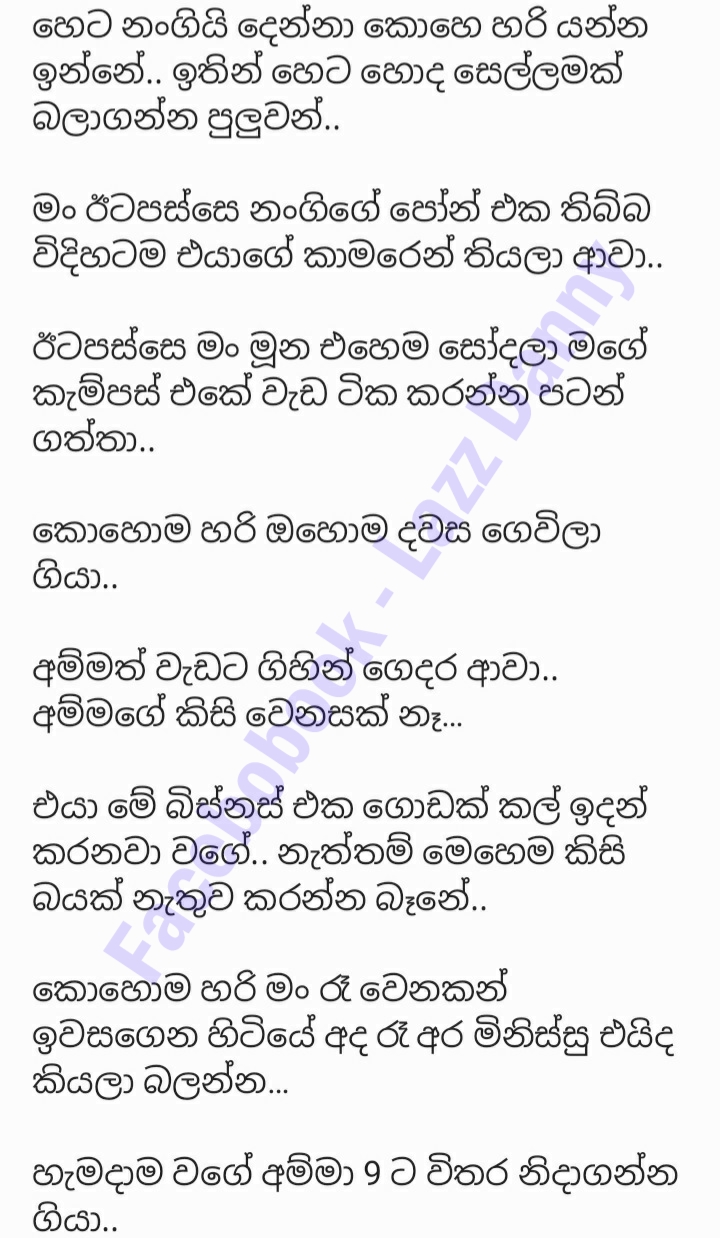 හෙට නංගියි දෙන්නා කොහෙ හරි යන්න
ඉන්නේ.. ඉතින් හෙට හොද සෙල්ලමක්
බලාගන්න පුලුවන්..
මං ඊටපස්සෙ නංගිගේ පෝන් එක තිබ්බ
විදිහටම එයාගේ කාමරෙන් තියලා ආවා..
ඊටපස්සෙ මං මූන එහෙම සෝදලා මගේ
කැම්පස් එකේ වැඩ ටික කරන්න පටන්
ගත්තා..
කොහොම හරි ඔහොම දවස ගෙවිලා
ගියා..
අම්මත් වැඩට ගිහින් ගෙදර ආවා..
අම්මගේ කිසි වෙනසක් නෑ...
එයා මේ බිස්නස් එක ගොඩක් කල් ඉදන්
කරනවා වගේ.. නැත්තම් මෙහෙම කිසි
බයක් නැතුව කරන්න බෑනේ..
කොහොම හරි මං රෑ වෙනකන්
ඉවසගෙන හිටියේ අද රෑ අර මිනිස්සු එයිද
කියලා බලන්න...
හැමදාම වගේ අම්මා 9 ට විතර නිදාගන්න
ගියා..
Facobobook - Lazz Danny